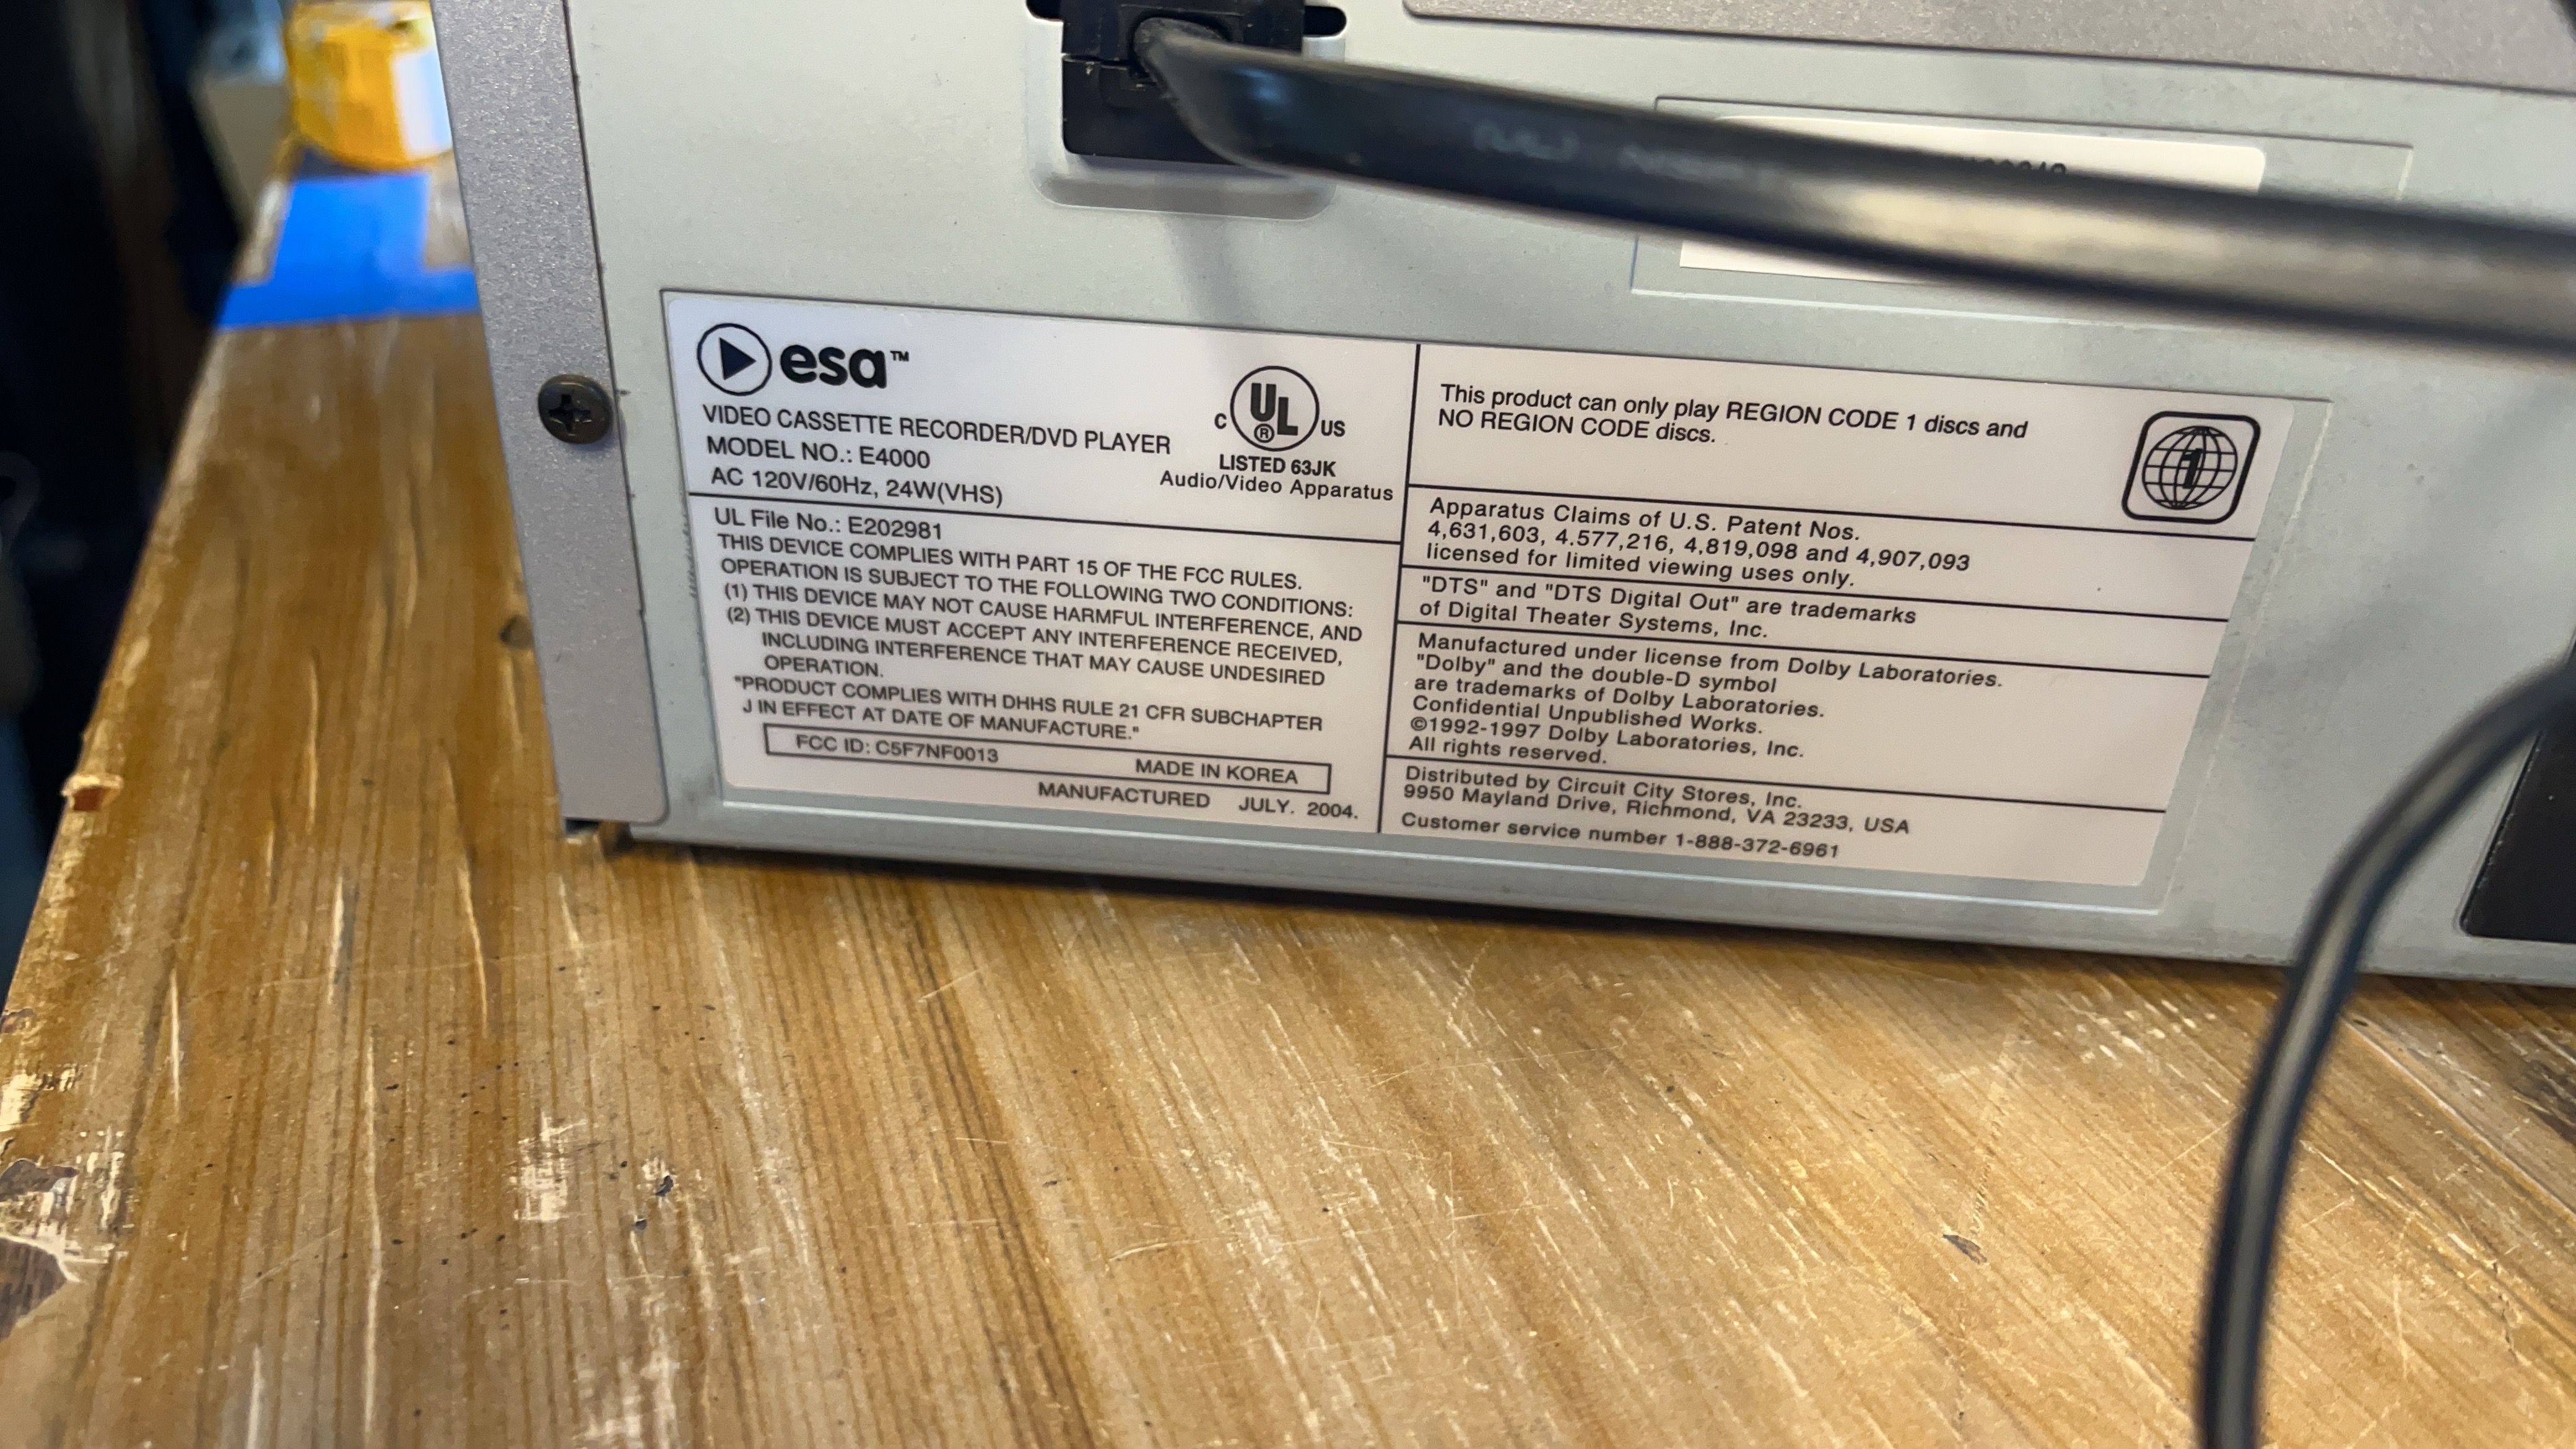 esa™
VIDEO CASSETTE RECORDER/DVD PLAYER
MODEL NO.: E4000
AC 120V/60Hz, 24W(VHS)
C UL ® US
LISTED 63JK
Audio/Video Apparatus
UL File No.: E202981
THIS DEVICE COMPLIES WITH PART 15 OF THE FCC RULES.
OPERATION IS SUBJECT TO THE FOLLOWING TWO CONDITIONS:
(1) THIS DEVICE MAY NOT CAUSE HARMFUL INTERFERENCE, AND
(2) THIS DEVICE MUST ACCEPT ANY INTERFERENCE RECEIVED,
INCLUDING INTERFERENCE THAT MAY CAUSE UNDESIRED
OPERATION.
"PRODUCT COMPLIES WITH DHHS RULE 21 CFR SUBCHAPTER
J IN EFFECT AT DATE OF MANUFACTURE."
FCC ID: C5F7NF0013 MADE IN KOREA
MANUFACTURED JULY. 2004.
This product can only play REGION CODE 1 discs and
NO REGION CODE discs.
1
Apparatus Claims of U.S. Patent Nos.
4,631,603, 4.577,216, 4,819,098 and 4,907,093
licensed for limited viewing uses only.
"DTS" and "DTS Digital Out" are trademarks
of Digital Theater Systems, Inc.
Manufactured under license from Dolby Laboratories.
"Dolby" and the double-D symbol
are trademarks of Dolby Laboratories.
Confidential Unpublished Works.
©1992-1997 Dolby Laboratories, Inc.
All rights reserved.
Distributed by Circuit City Stores, Inc.
9950 Mayland Drive, Richmond, VA 23233, USA
Customer service number 1-888-372-6961